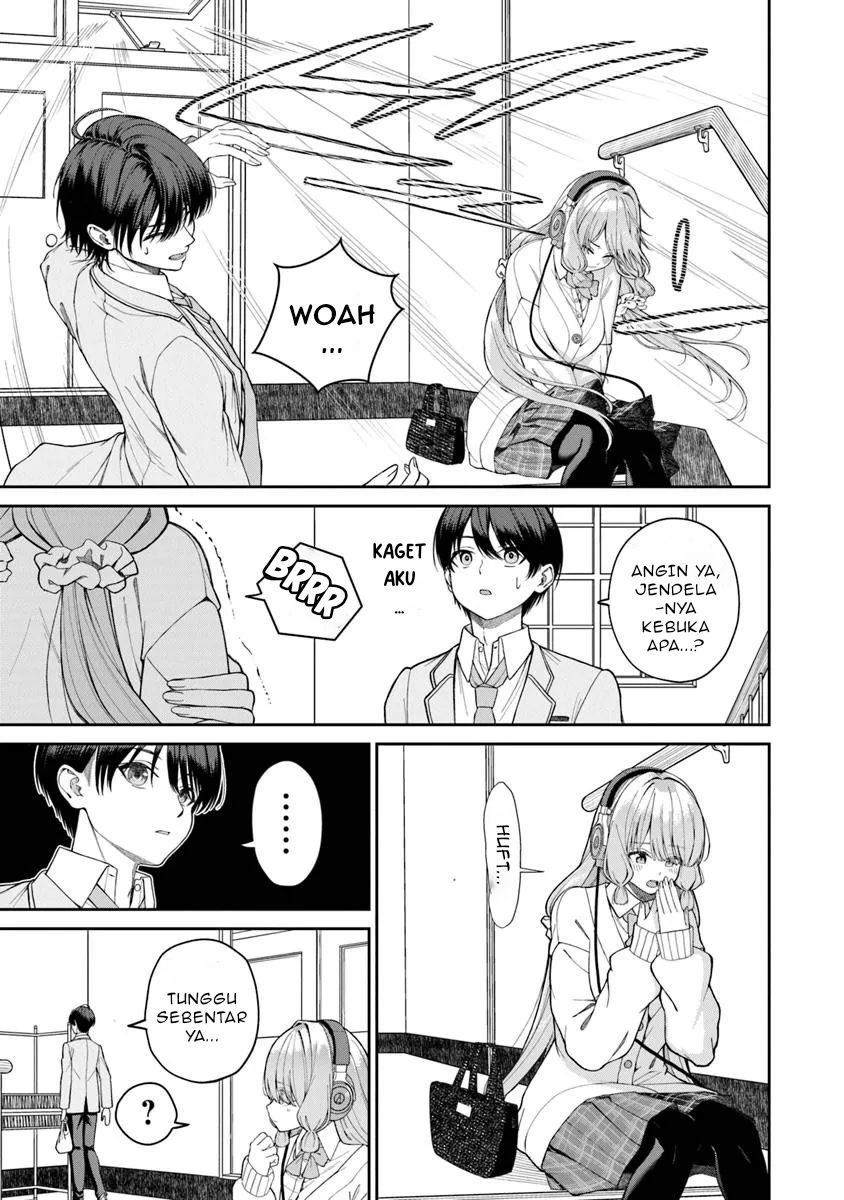 WOAH
...
ANGIN YA,
JENDELA
-NYA
KEBUKA
APA...?
KAGET
AKU
...
BRRR
HUFT...
......
TUNGGU
SEBENTAR
YA...
?